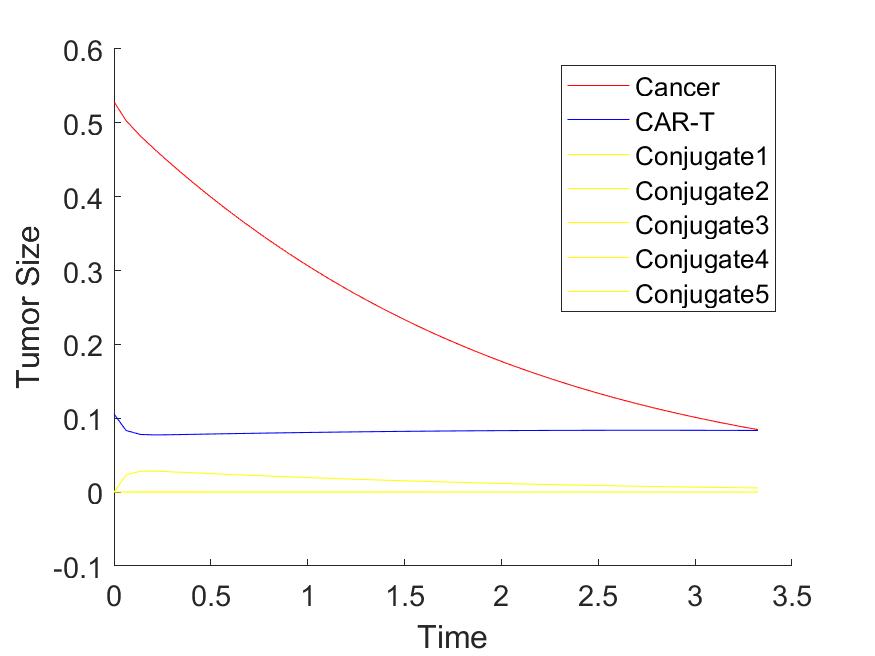 0.6
0.5
0.4
0.3
0.2
0.1
0
-0.1
Tumor Size
0 0.5 1 1.5 2 2.5 3 3.5
Time
Cancer
CAR-T
Conjugate1
Conjugate2
Conjugate3
Conjugate4
Conjugate5